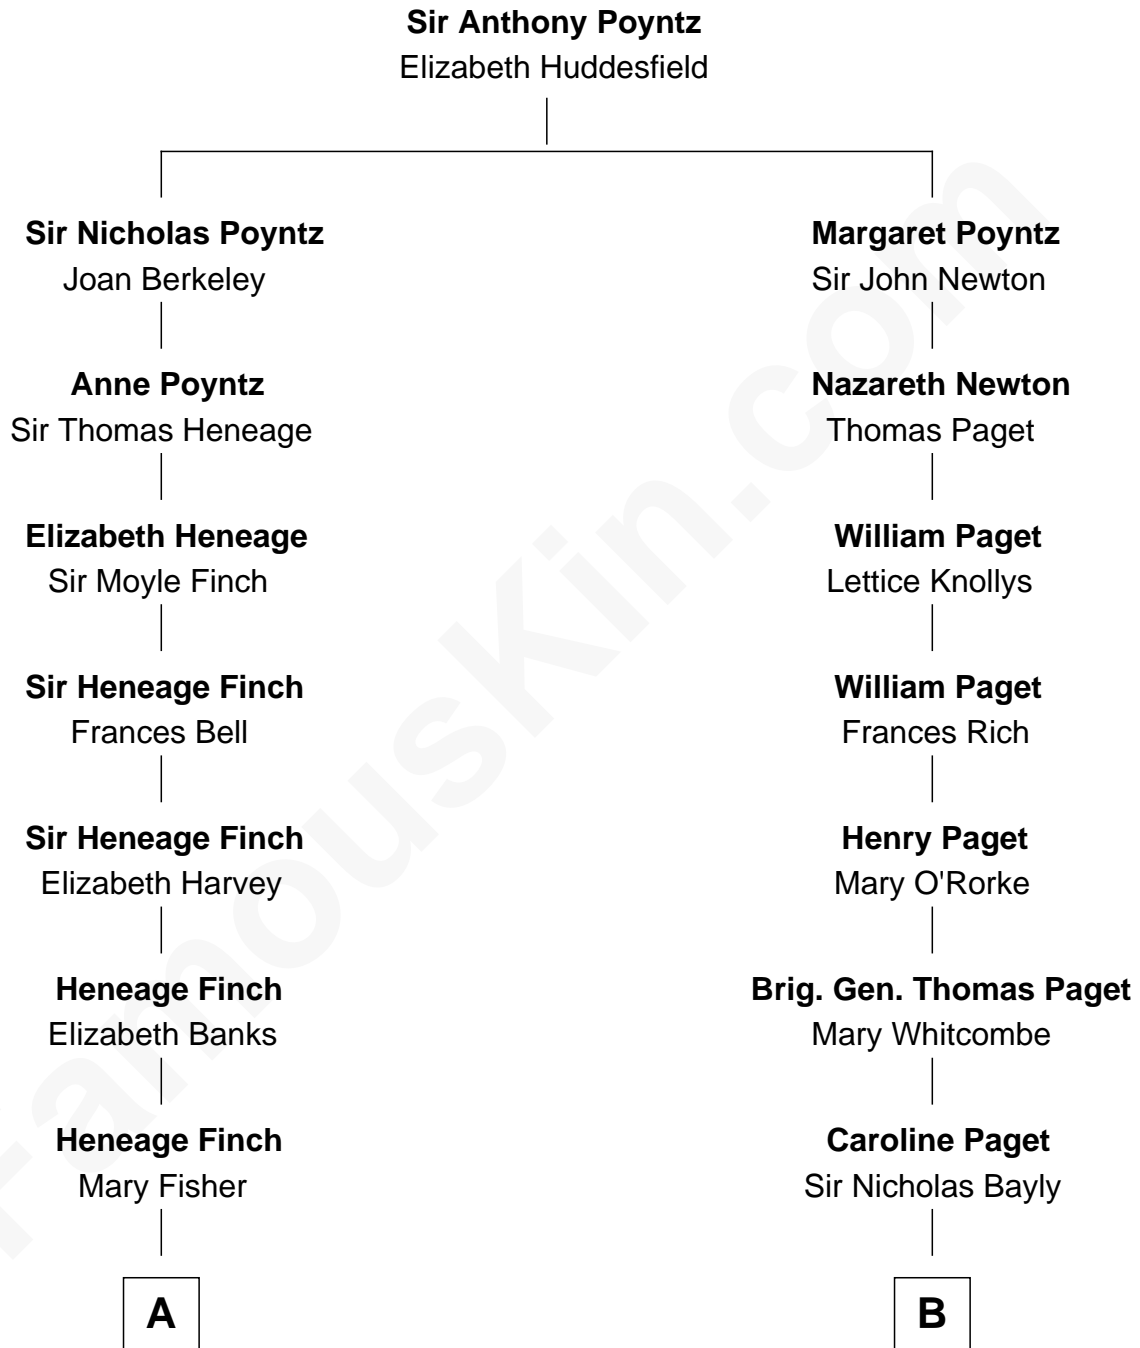 Sir Anthony Poyntz
Elizabeth Huddesfield
Sir Nicholas Poyntz
Joan Berkeley
Margaret Poyntz
Sir John Newton
Anne Poyntz
Sir Thomas Heneage
Nazareth Newton
Thomas Paget
Elizabeth Heneage
Sir Moyle Finch
William Paget
Lettice Knollys
Sir Heneage Finch
Frances Bell
William Paget
Frances Rich
Sir Heneage Finch
Elizabeth Harvey
Henry Paget
Mary O'Rorke
Heneage Finch
Elizabeth Banks
Brig. Gen. Thomas Paget
Mary Whitcombe
Heneage Finch
Mary Fisher
Caroline Paget
Sir Nicholas Bayly
A
B
FamousKin.com